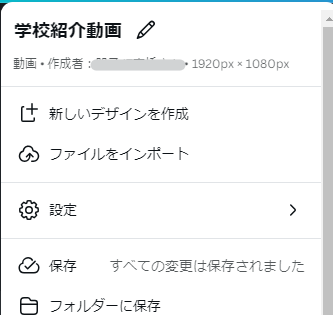 学校紹介動画
動画 • 作成者： • 1920px × 1080px
新しいデザインを作成
ファイルをインポート
設定
保存 すべての変更は保存されました
フォルダーに保存